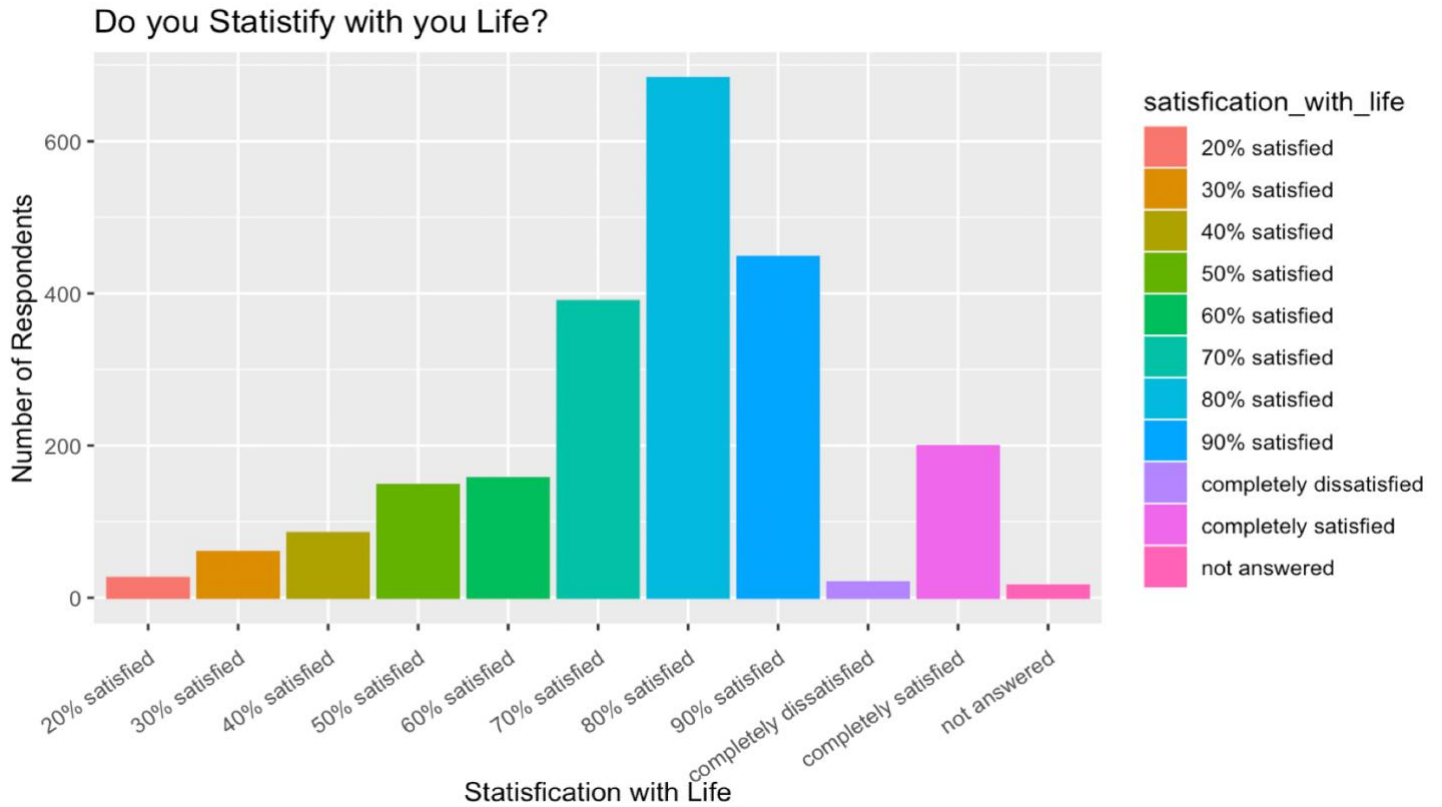 Do you Statistify with you Life?
Number of Respondents
600
400
200
0
20% satisfied
30% satisfied
40% satisfied
50% satisfied
60% satisfied
70% satisfied
80% satisfied
90% satisfied
completely dissatisfied
completely satisfied
not answered
Statisfication with Life
satisfication_with_life
20% satisfied
30% satisfied
40% satisfied
50% satisfied
60% satisfied
70% satisfied
80% satisfied
90% satisfied
completely dissatisfied
completely satisfied
not answered